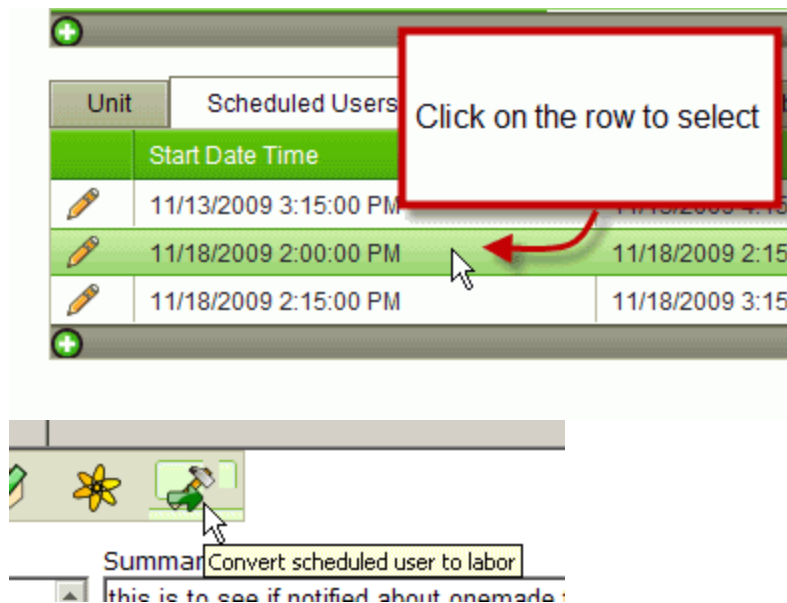 Unit
Scheduled Users
Click on the row to select
Start Date Time
11/13/2009 3:15:00 PM
11/18/2009 2:00:00 PM 11/18/2009 2:15
11/18/2009 2:15:00 PM 11/18/2009 3:15
Convert scheduled user to labor
this is to see if notified about onemade